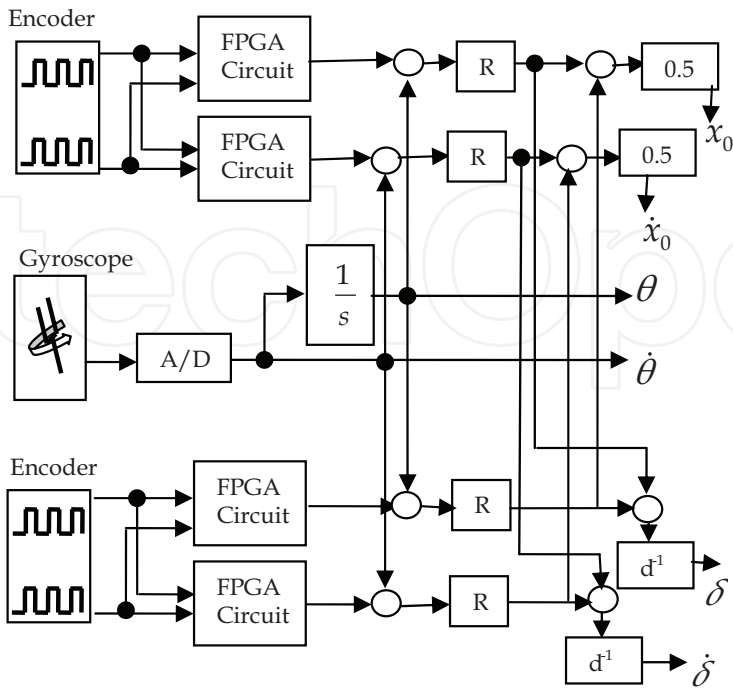 Encoder
FPGA
Circuit
R
0.5
x₀
FPGA
Circuit
R
0.5
ẋ₀
Gyroscope
1
s
θ
A/D
θ̇
Encoder
FPGA
Circuit
R
d⁻¹
δ
FPGA
Circuit
R
d⁻¹
δ̇
techOpe